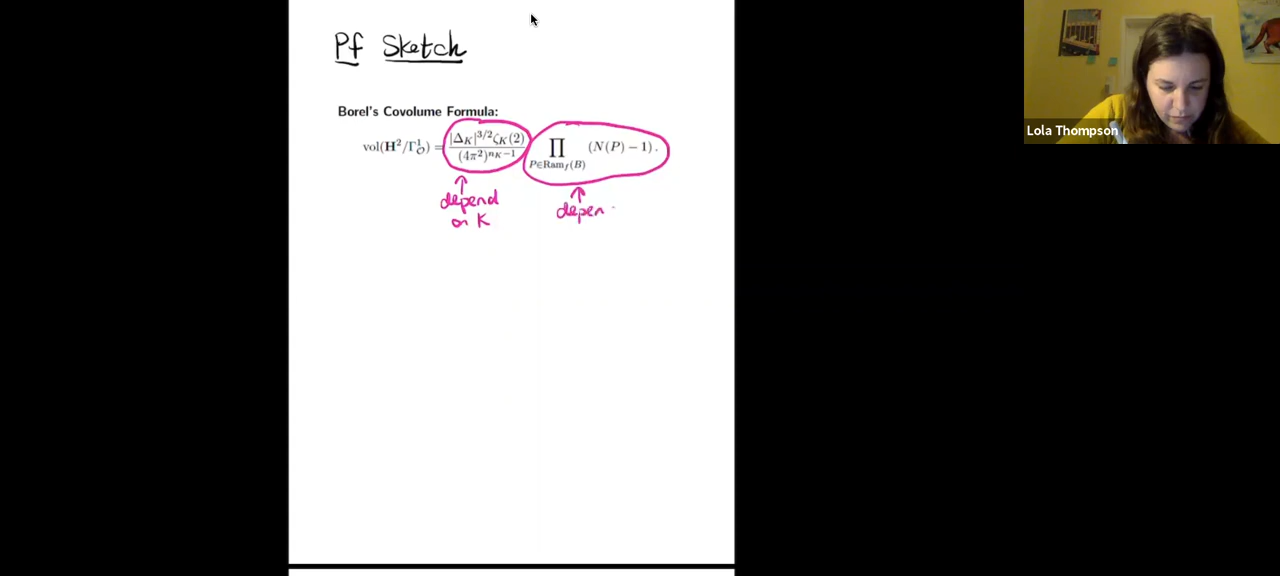 Pf Sketch
Borel's Covolume Formula:
vol(H²/Γ¹_𝒪) = |Δ_K|^{3/2} ζ_K(2) / (4π²)^{n_K−1} ∏_{P∈Ram_f(B)} (N(P) − 1).
↑ ↑
depend depen
on K
Lola Thompson